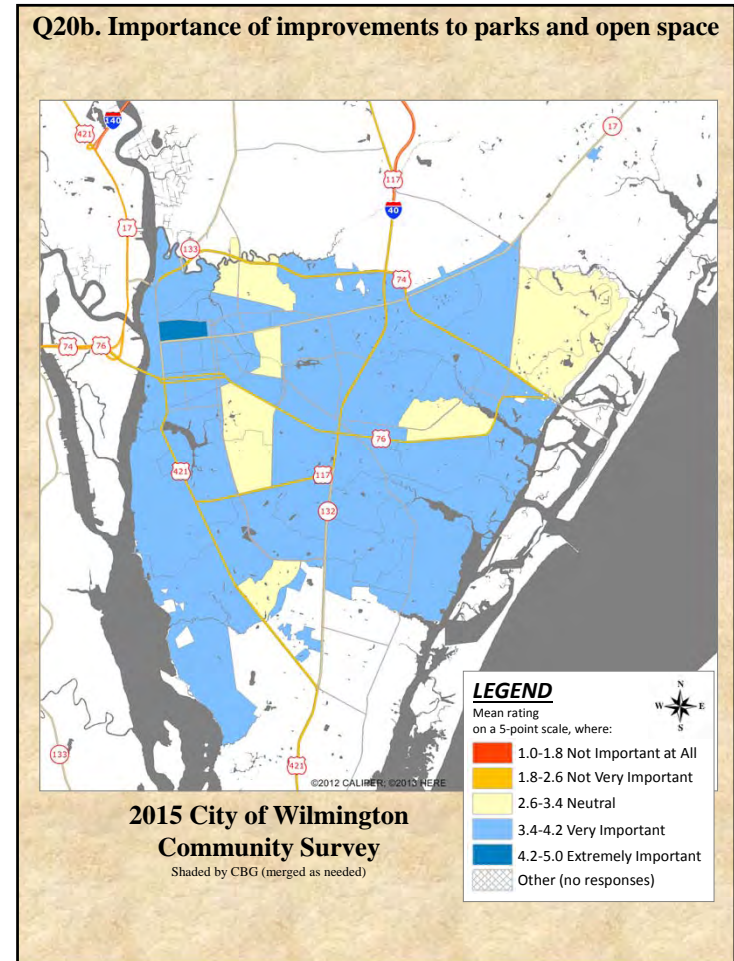 Q20b. Importance of improvements to parks and open space
140
421
17
117
17
40
133
74
74
76
76
421
117
132
133
421
©2012 CALIPER; ©2013 HERE
LEGEND
Mean rating
on a 5-point scale, where:
N
W E
S
1.0-1.8 Not Important at All
1.8-2.6 Not Very Important
2.6-3.4 Neutral
3.4-4.2 Very Important
4.2-5.0 Extremely Important
Other (no responses)
2015 City of Wilmington
Community Survey
Shaded by CBG (merged as needed)